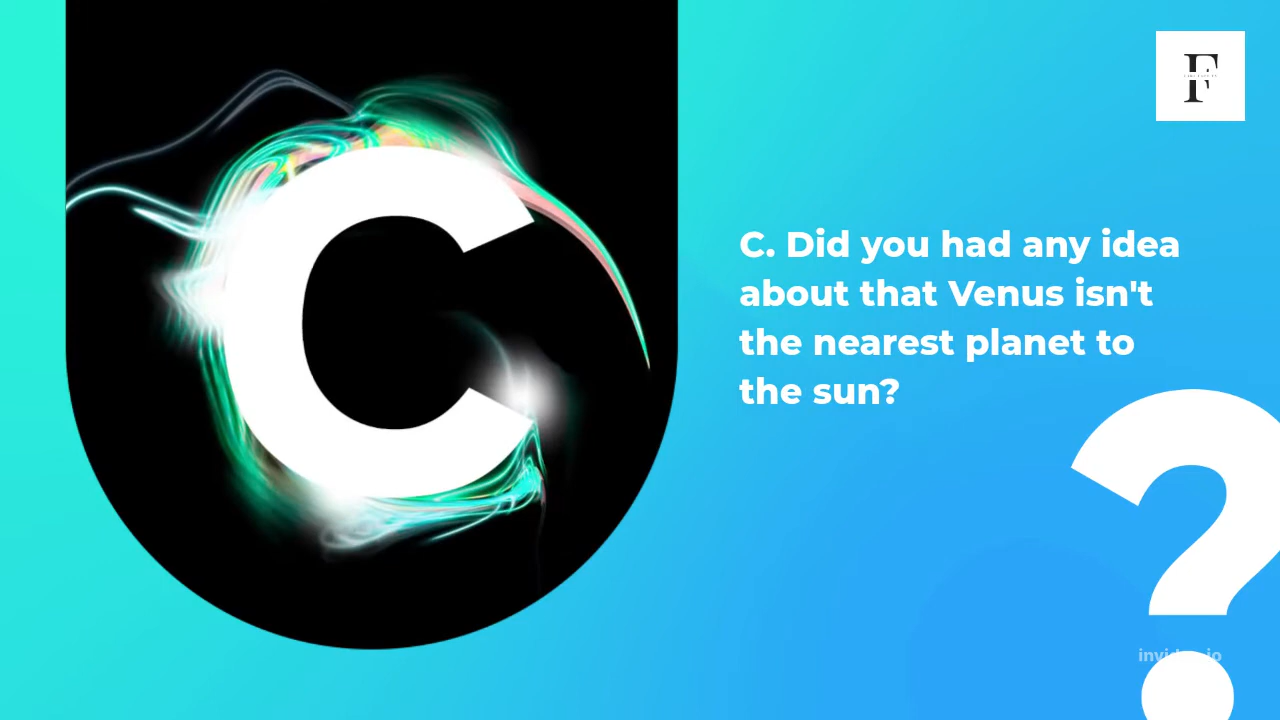 C
F
C. Did you had any idea
about that Venus isn't
the nearest planet to
the sun?
?